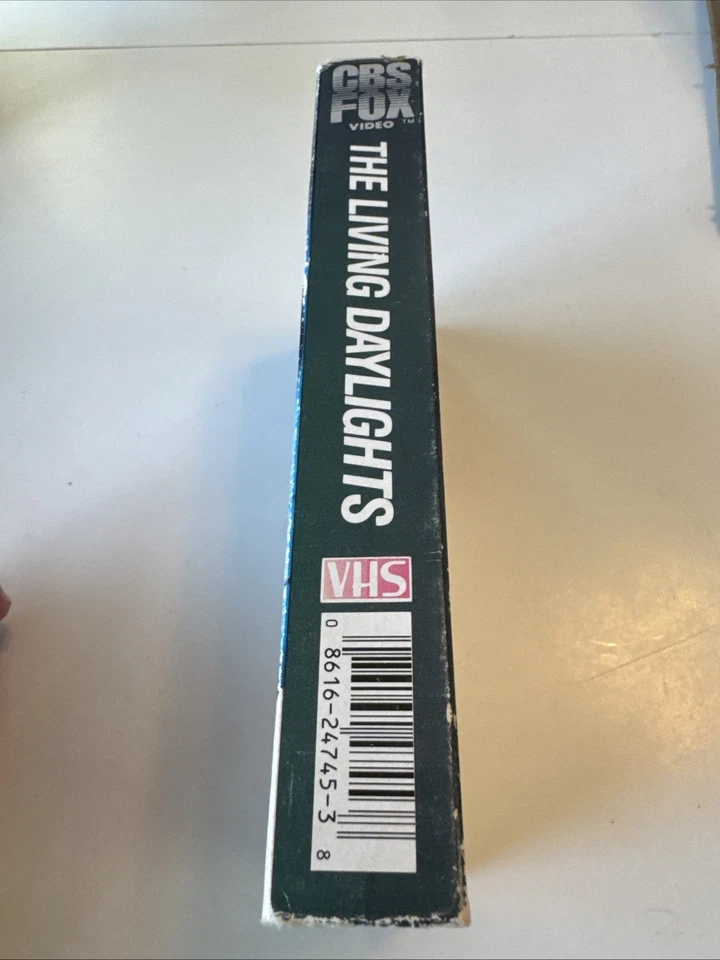 CBS
FOX
VIDEO ™
THE LIVING DAYLIGHTS
VHS
0 8616-24745-3 8